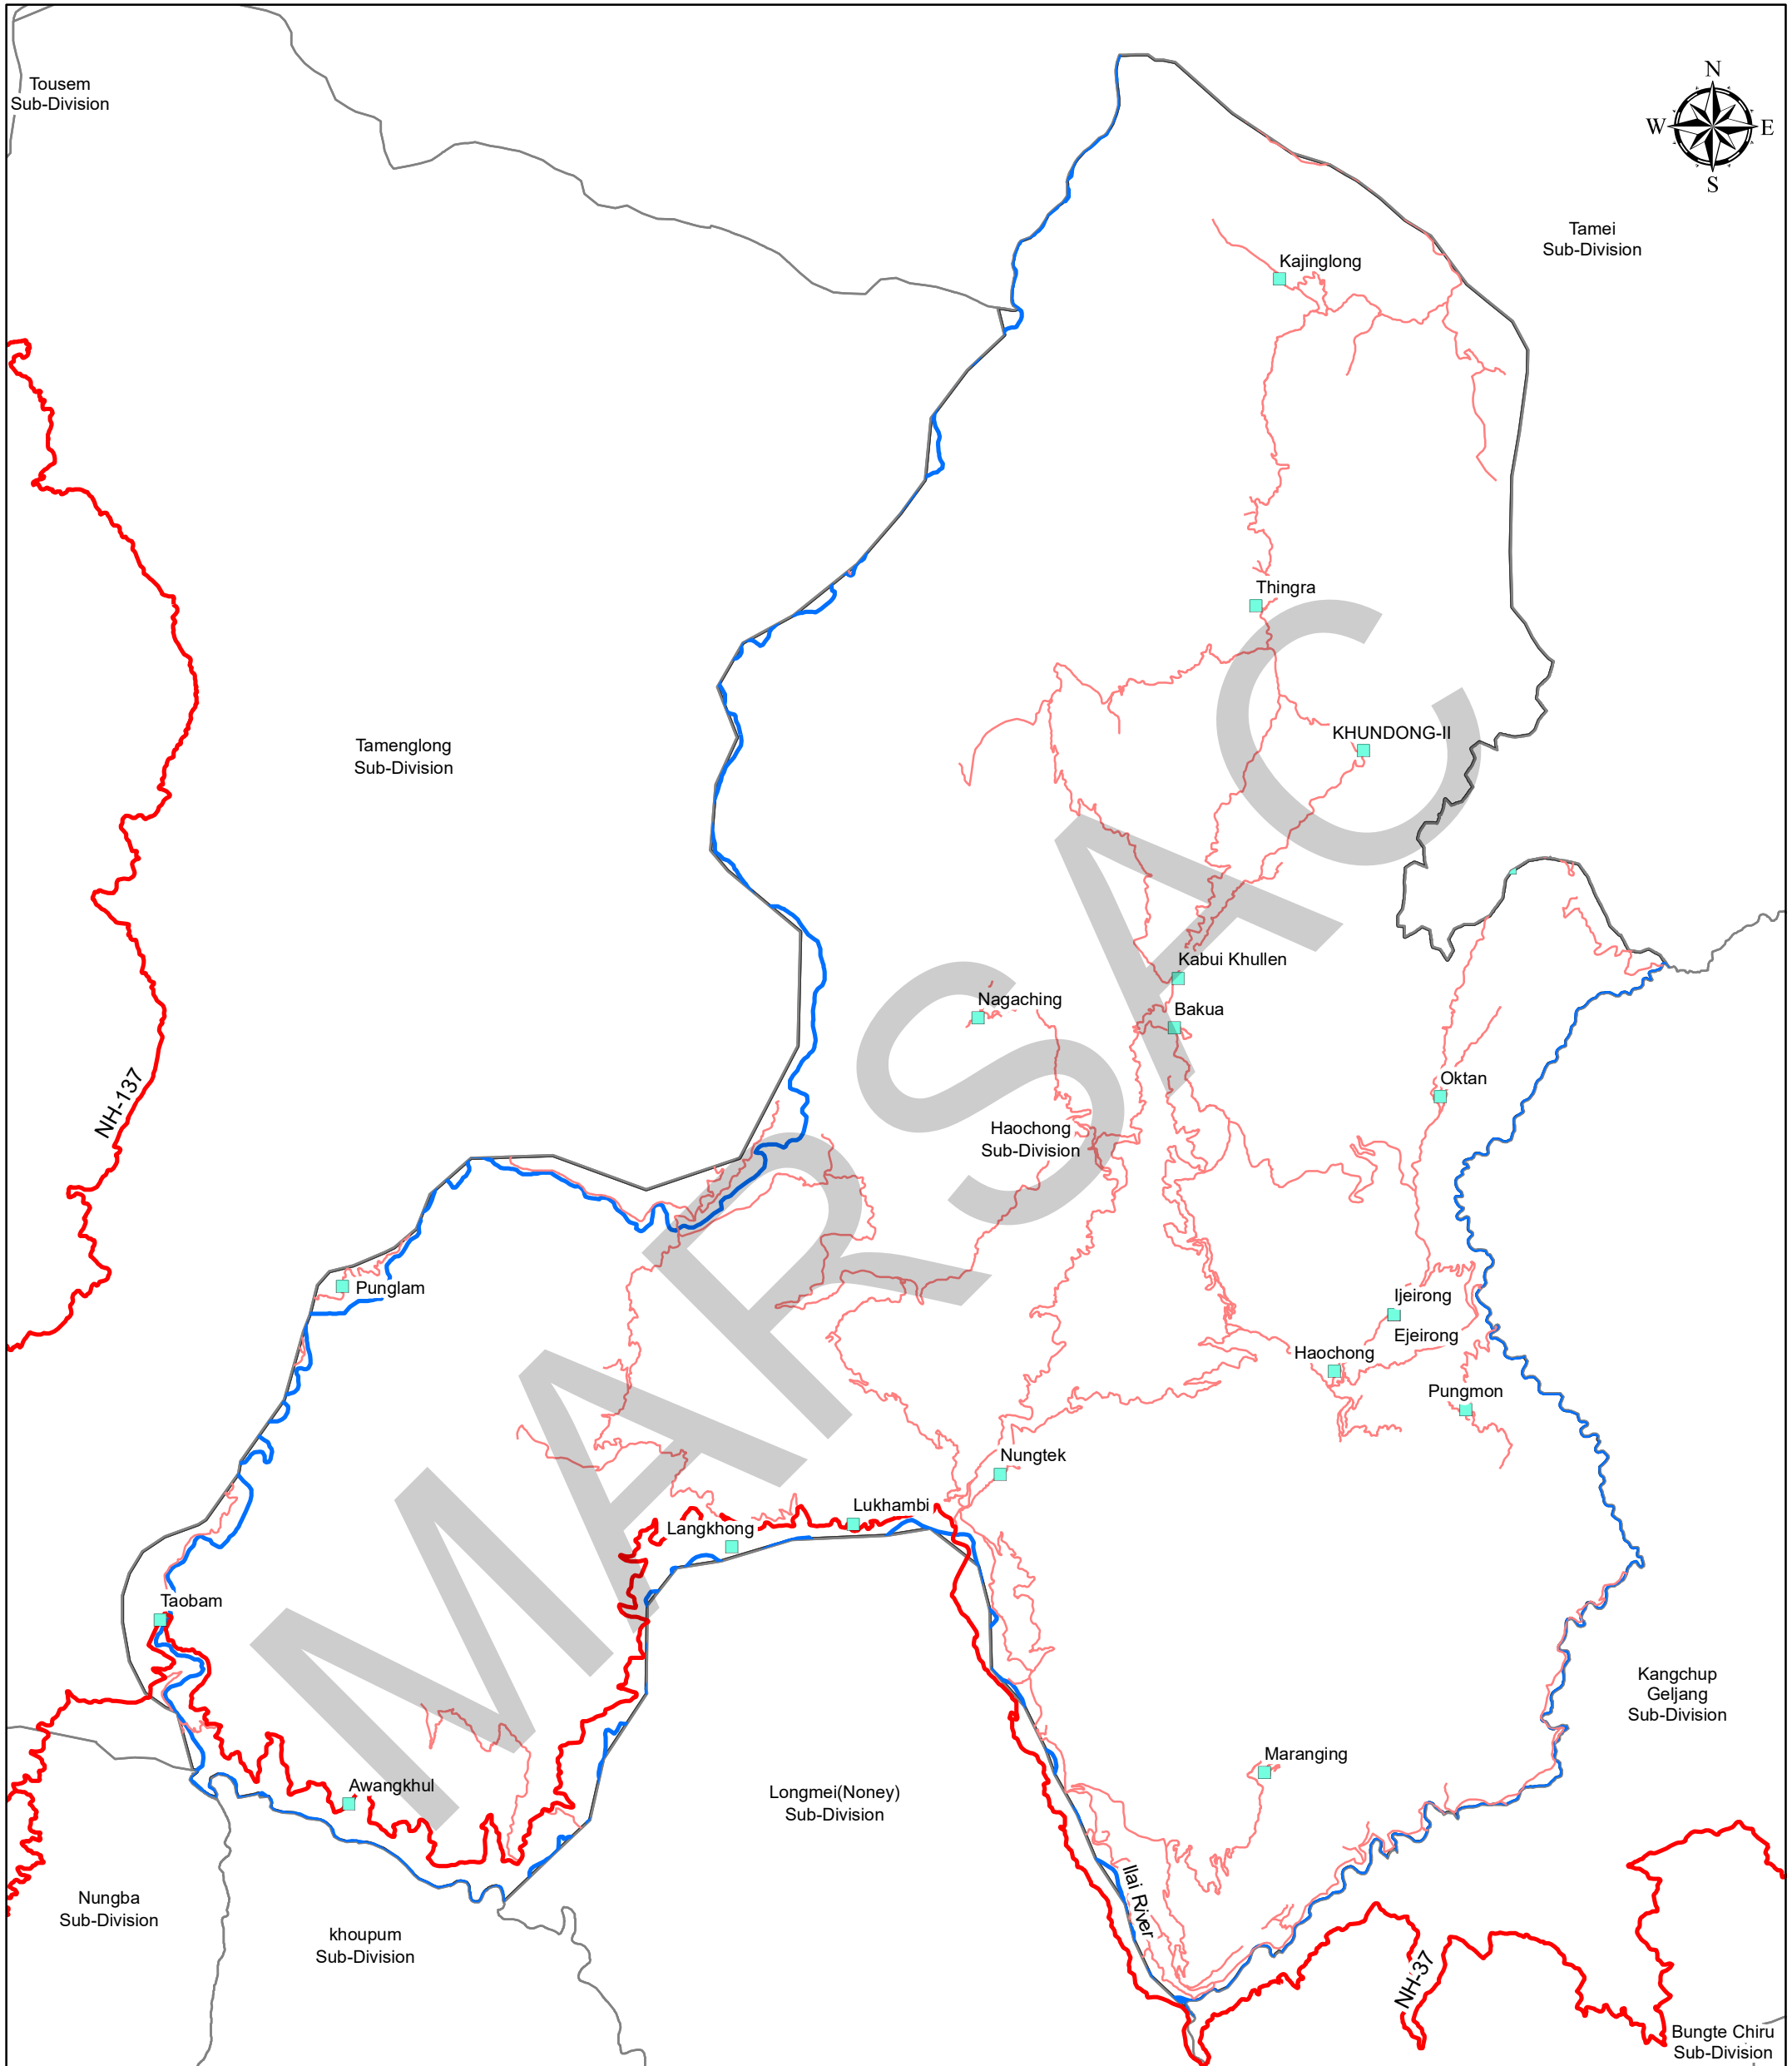 N
W
E
S
Tousem
Sub-Division
Tamei
Sub-Division
Kajinglong
Thingra
KHUNDONG-II
Tamenglong
Sub-Division
Kabui Khullen
Nagaching
Bakua
Oktan
NH-137
Haochong
Sub-Division
Punglam
Ijeirong
Ejeirong
Haochong
Pungmon
Nungtek
Lukhambi
Langkhong
Taobam
Kangchup
Geljang
Sub-Division
Maranging
Awangkhul
Longmei(Noney)
Sub-Division
Ilai River
Nungba
Sub-Division
khoupum
Sub-Division
NH-37
Bungte Chiru
Sub-Division
MARSAC